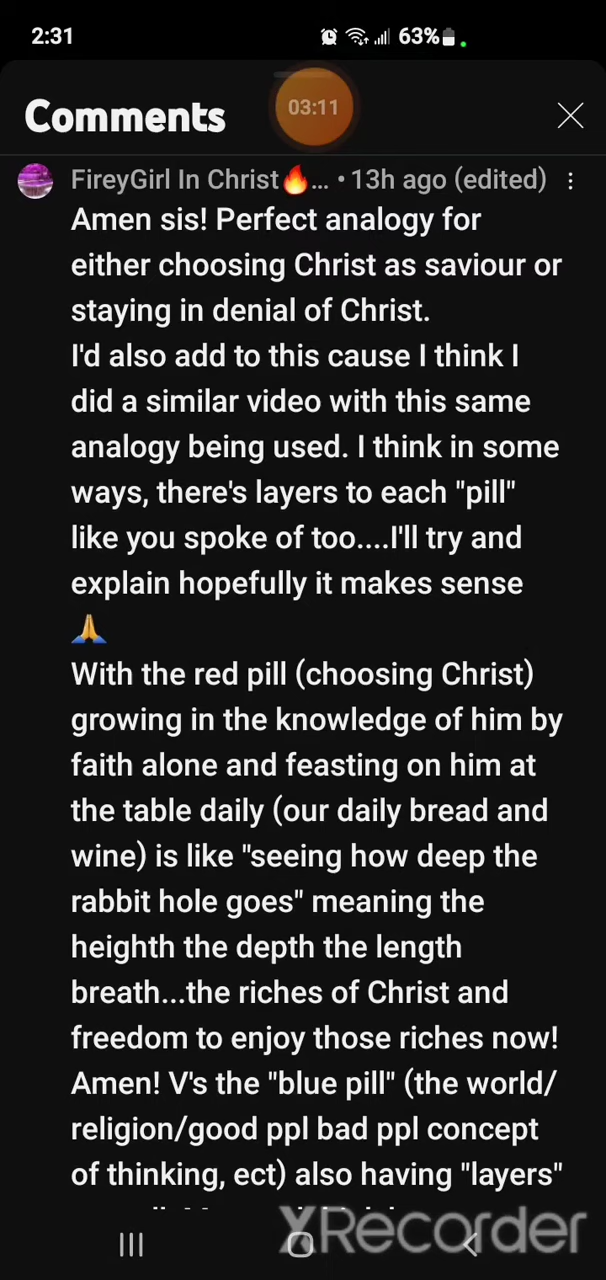 2:31
63%
Comments
03:11
FireyGirl In Christ🔥... • 13h ago (edited)
Amen sis! Perfect analogy for
either choosing Christ as saviour or
staying in denial of Christ.
I'd also add to this cause I think I
did a similar video with this same
analogy being used. I think in some
ways, there's layers to each "pill"
like you spoke of too....I'll try and
explain hopefully it makes sense
🙏
With the red pill (choosing Christ)
growing in the knowledge of him by
faith alone and feasting on him at
the table daily (our daily bread and
wine) is like "seeing how deep the
rabbit hole goes" meaning the
heighth the depth the length
breath...the riches of Christ and
freedom to enjoy those riches now!
Amen! V's the "blue pill" (the world/
religion/good ppl bad ppl concept
of thinking, ect) also having "layers"
XRecorder